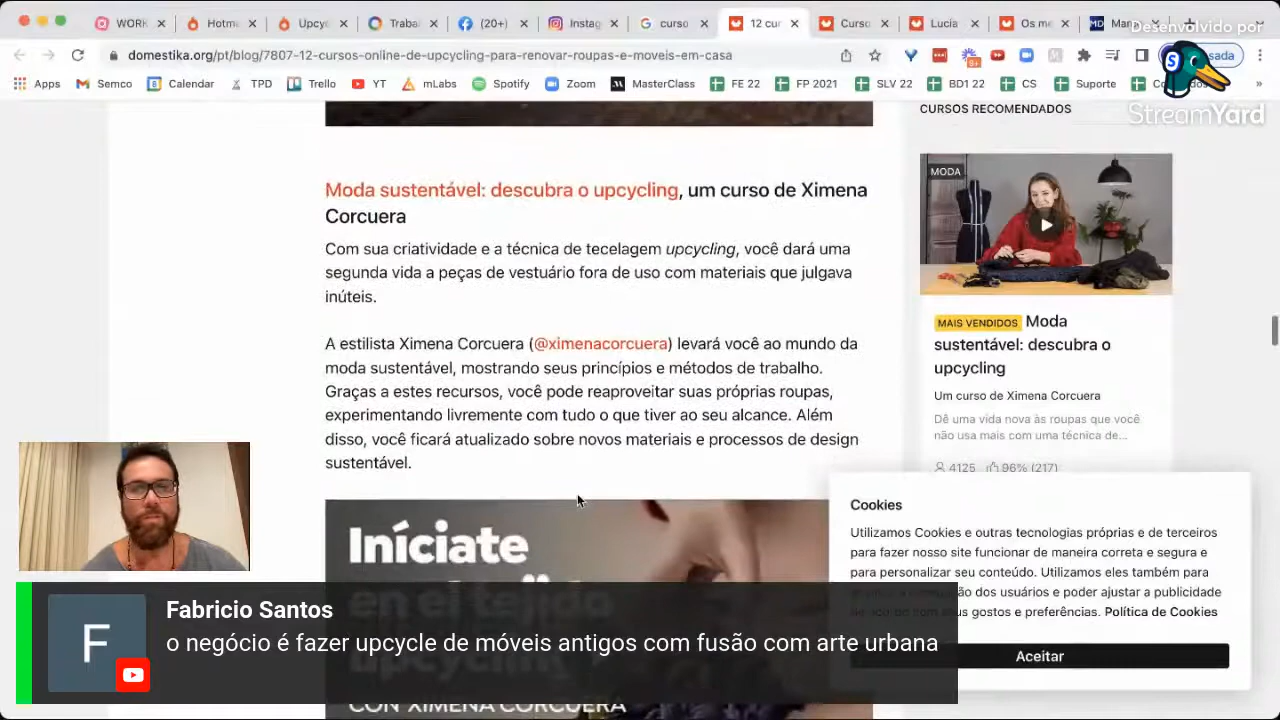 WORK
Hotm
Upcy
Trabal
(20+)
Instag
curso
12 cur
Curso
Lucía
Os me
Man
Desenvolvido por
StreamYard
domestika.org/pt/blog/7807-12-cursos-online-de-upcycling-para-renovar-roupas-e-moveis-em-casa
Apps
Semco
Calendar
TPD
Trello
YT
mLabs
Spotify
Zoom
MasterClass
FE 22
FP 2021
SLV 22
BD1 22
CS
Suporte
CURSOS RECOMENDADOS
Moda sustentável: descubra o upcycling, um curso de Ximena
Corcuera
Com sua criatividade e a técnica de tecelagem upcycling, você dará uma
segunda vida a peças de vestuário fora de uso com materiais que julgava
inúteis.
A estilista Ximena Corcuera (@ximenacorcuera) levará você ao mundo da
moda sustentável, mostrando seus princípios e métodos de trabalho.
Graças a estes recursos, você pode reaproveitar suas próprias roupas,
experimentando livremente com tudo o que tiver ao seu alcance. Além
disso, você ficará atualizado sobre novos materiais e processos de design
sustentável.
Iníciate
CON XIMENA CORCUERA
MODA
MAIS VENDIDOS Moda
sustentável: descubra o
upcycling
Um curso de Ximena Corcuera
Dê uma vida nova às roupas que você
não usa mais com uma técnica de...
4125 96% (217)
Cookies
Utilizamos Cookies e outras tecnologias próprias e de terceiros
para fazer nosso site funcionar de maneira correta e segura e
para personalizar seu conteúdo. Utilizamos eles também para
dos usuários e poder ajustar a publicidade
gostos e preferências. Política de Cookies
Aceitar
F
Fabricio Santos
o negócio é fazer upcycle de móveis antigos com fusão com arte urbana